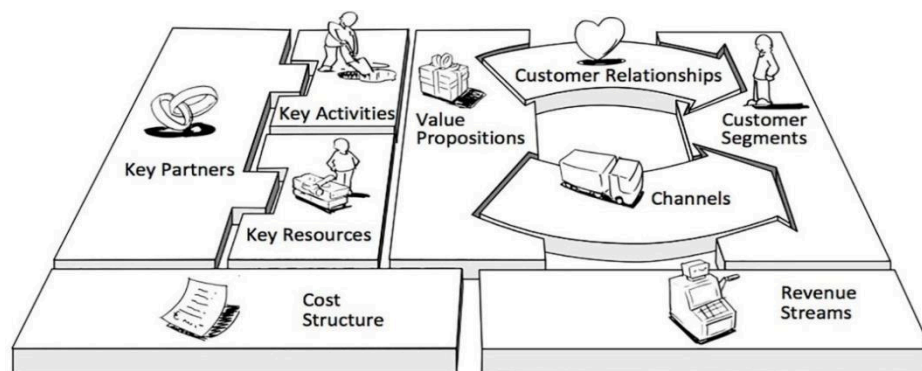 Key Partners
Key Activities
Key Resources
Value
Propositions
Customer Relationships
Channels
Customer
Segments
Cost
Structure
Revenue
Streams